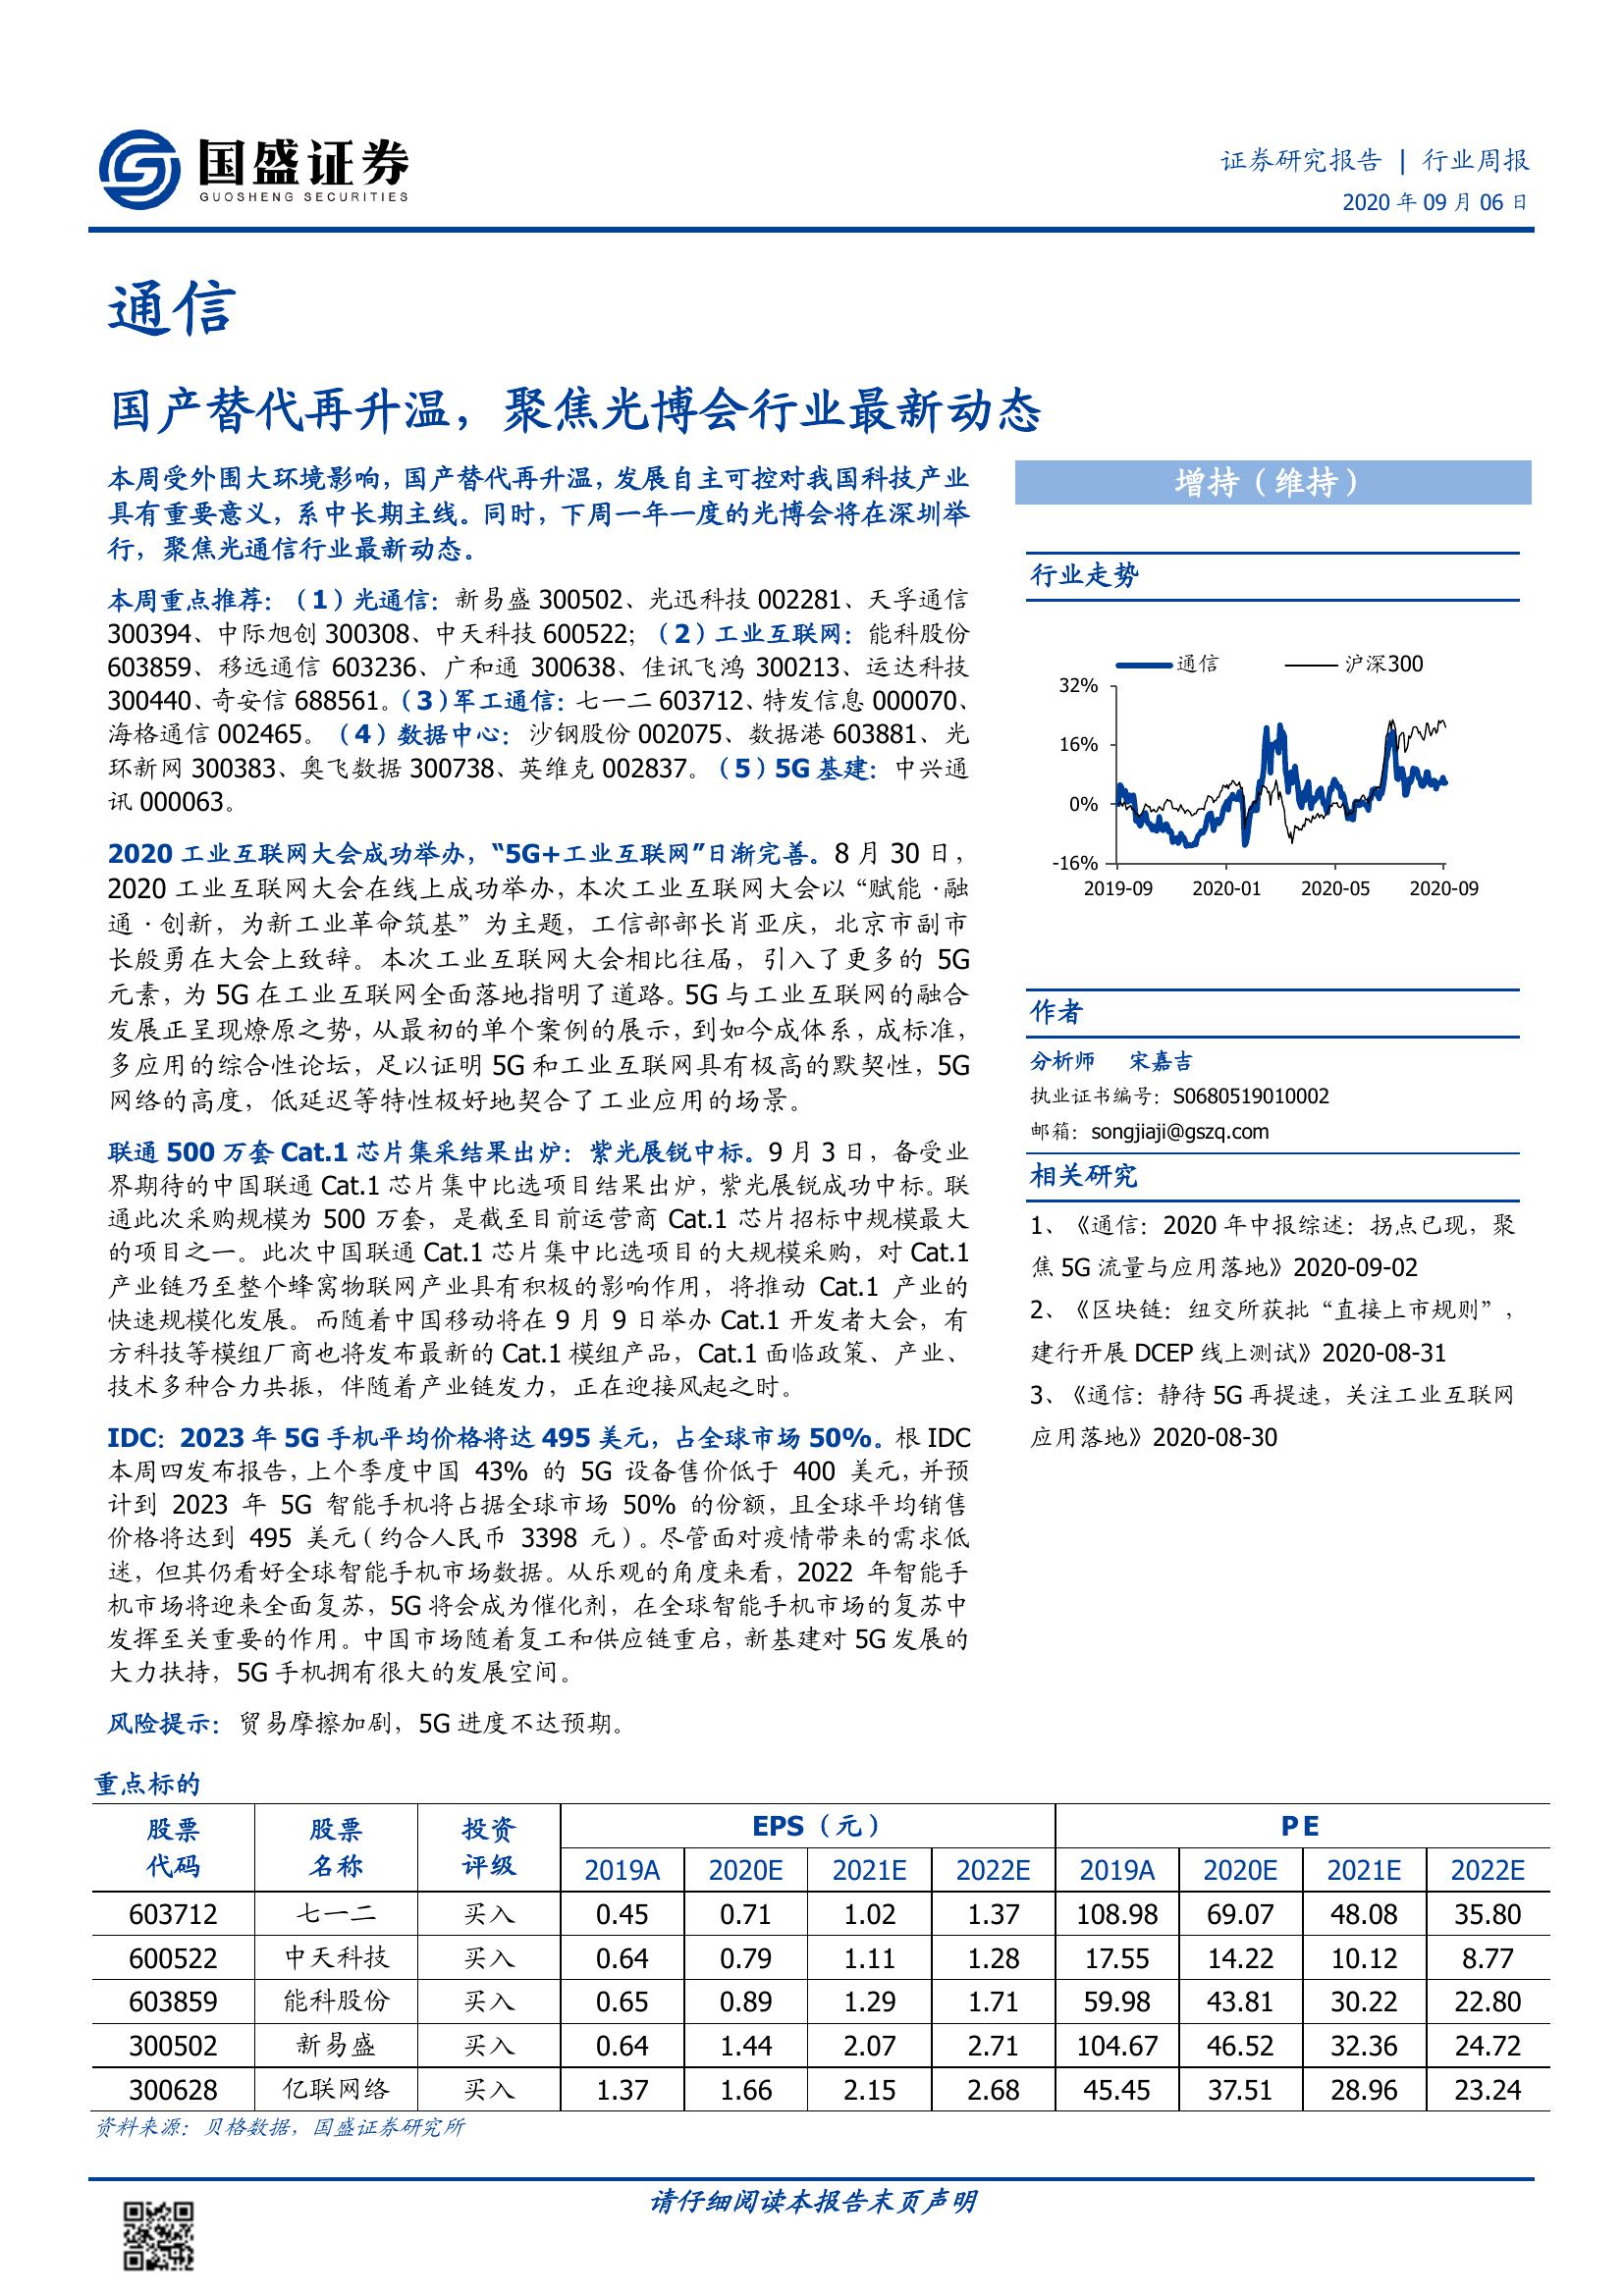 国盛证券
GUOSHENG SECURITIES
证券研究报告 | 行业周报
2020 年 09 月 06 日
通信
国产替代再升温，聚焦光博会行业最新动态
本周受外围大环境影响，国产替代再升温，发展自主可控对我国科技产业
具有重要意义，系中长期主线。同时，下周一年一度的光博会将在深圳举
行，聚焦光通信行业最新动态。
本周重点推荐：（1）光通信：新易盛 300502、光迅科技 002281、天孚通信
300394、中际旭创 300308、中天科技 600522；（2）工业互联网：能科股份
603859、移远通信 603236、广和通 300638、佳讯飞鸿 300213、运达科技
300440、奇安信 688561。（3）军工通信：七一二 603712、特发信息 000070、
海格通信 002465。（4）数据中心：沙钢股份 002075、数据港 603881、光
环新网 300383、奥飞数据 300738、英维克 002837。（5）5G 基建：中兴通
讯 000063。
2020 工业互联网大会成功举办，“5G+工业互联网”日渐完善。8 月 30 日，
2020 工业互联网大会在线上成功举办，本次工业互联网大会以“赋能·融
通·创新，为新工业革命筑基”为主题，工信部部长肖亚庆，北京市副市
长殷勇在大会上致辞。本次工业互联网大会相比往届，引入了更多的 5G
元素，为 5G 在工业互联网全面落地指明了道路。5G 与工业互联网的融合
发展正呈现燎原之势，从最初的单个案例的展示，到如今成体系，成标准，
多应用的综合性论坛，足以证明 5G 和工业互联网具有极高的默契性，5G
网络的高度，低延迟等特性极好地契合了工业应用的场景。
联通 500 万套 Cat.1 芯片集采结果出炉：紫光展锐中标。9 月 3 日，备受业
界期待的中国联通 Cat.1 芯片集中比选项目结果出炉，紫光展锐成功中标。联
通此次采购规模为 500 万套，是截至目前运营商 Cat.1 芯片招标中规模最大
的项目之一。此次中国联通 Cat.1 芯片集中比选项目的大规模采购，对 Cat.1
产业链乃至整个蜂窝物联网产业具有积极的影响作用，将推动 Cat.1 产业的
快速规模化发展。而随着中国移动将在 9 月 9 日举办 Cat.1 开发者大会，有
方科技等模组厂商也将发布最新的 Cat.1 模组产品，Cat.1 面临政策、产业、
技术多种合力共振，伴随着产业链发力，正在迎接风起之时。
IDC：2023 年 5G 手机平均价格将达 495 美元，占全球市场 50%。根 IDC
本周四发布报告，上个季度中国 43% 的 5G 设备售价低于 400 美元，并预
计到 2023 年 5G 智能手机将占据全球市场 50% 的份额，且全球平均销售
价格将达到 495 美元（约合人民币 3398 元）。尽管面对疫情带来的需求低
迷，但其仍看好全球智能手机市场数据。从乐观的角度来看，2022 年智能手
机市场将迎来全面复苏，5G 将会成为催化剂，在全球智能手机市场的复苏中
发挥至关重要的作用。中国市场随着复工和供应链重启，新基建对 5G 发展的
大力扶持，5G 手机拥有很大的发展空间。
风险提示：贸易摩擦加剧，5G 进度不达预期。
增持（维持）
行业走势
通信 沪深300
32%
16%
0%
-16%
2019-09 2020-01 2020-05 2020-09
作者
分析师 宋嘉吉
执业证书编号：S0680519010002
邮箱：songjiaji@gszq.com
相关研究
1、《通信：2020 年中报综述：拐点已现，聚
焦 5G 流量与应用落地》2020-09-02
2、《区块链：纽交所获批“直接上市规则”，
建行开展 DCEP 线上测试》2020-08-31
3、《通信：静待 5G 再提速，关注工业互联网
应用落地》2020-08-30
重点标的
股票代码 股票名称 投资评级 EPS（元） PE
2019A 2020E 2021E 2022E 2019A 2020E 2021E 2022E
603712 七一二 买入 0.45 0.71 1.02 1.37 108.98 69.07 48.08 35.80
600522 中天科技 买入 0.64 0.79 1.11 1.28 17.55 14.22 10.12 8.77
603859 能科股份 买入 0.65 0.89 1.29 1.71 59.98 43.81 30.22 22.80
300502 新易盛 买入 0.64 1.44 2.07 2.71 104.67 46.52 32.36 24.72
300628 亿联网络 买入 1.37 1.66 2.15 2.68 45.45 37.51 28.96 23.24
资料来源：贝格数据，国盛证券研究所
请仔细阅读本报告末页声明